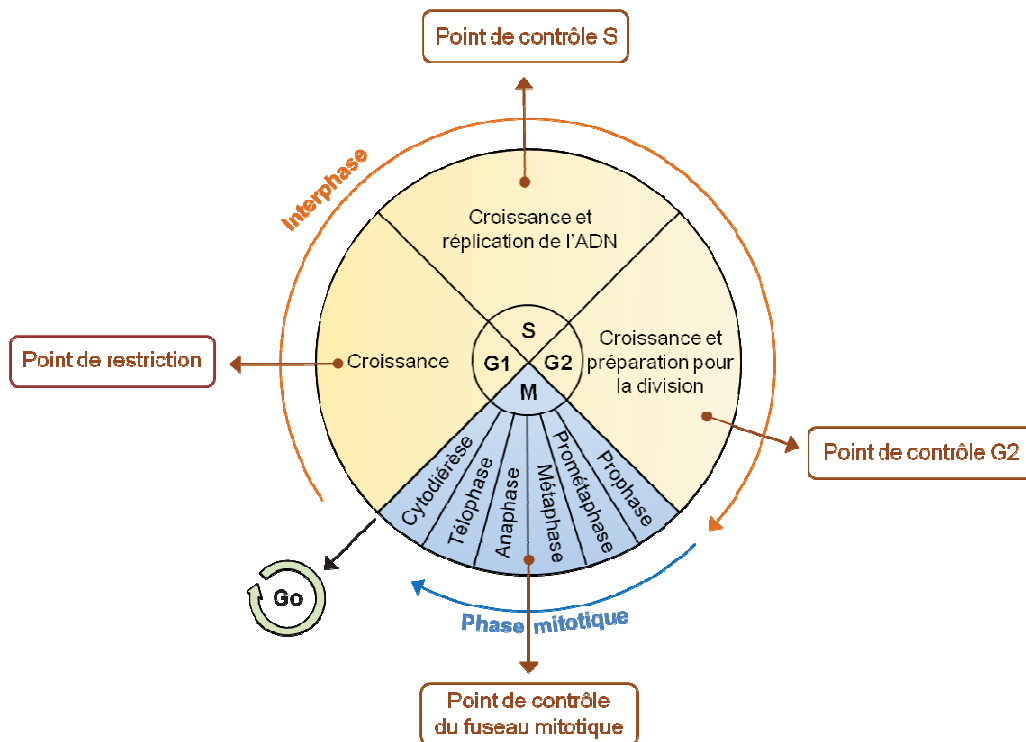 Point de contrôle S
Interphase
Croissance et
réplication de l'ADN
S
Point de restriction
Croissance
G1
G2
Croissance et
préparation pour
la division
M
Point de contrôle G2
Cytodiérèse
Télophase
Anaphase
Métaphase
Prométaphase
Prophase
Go
Phase mitotique
Point de contrôle
du fuseau mitotique